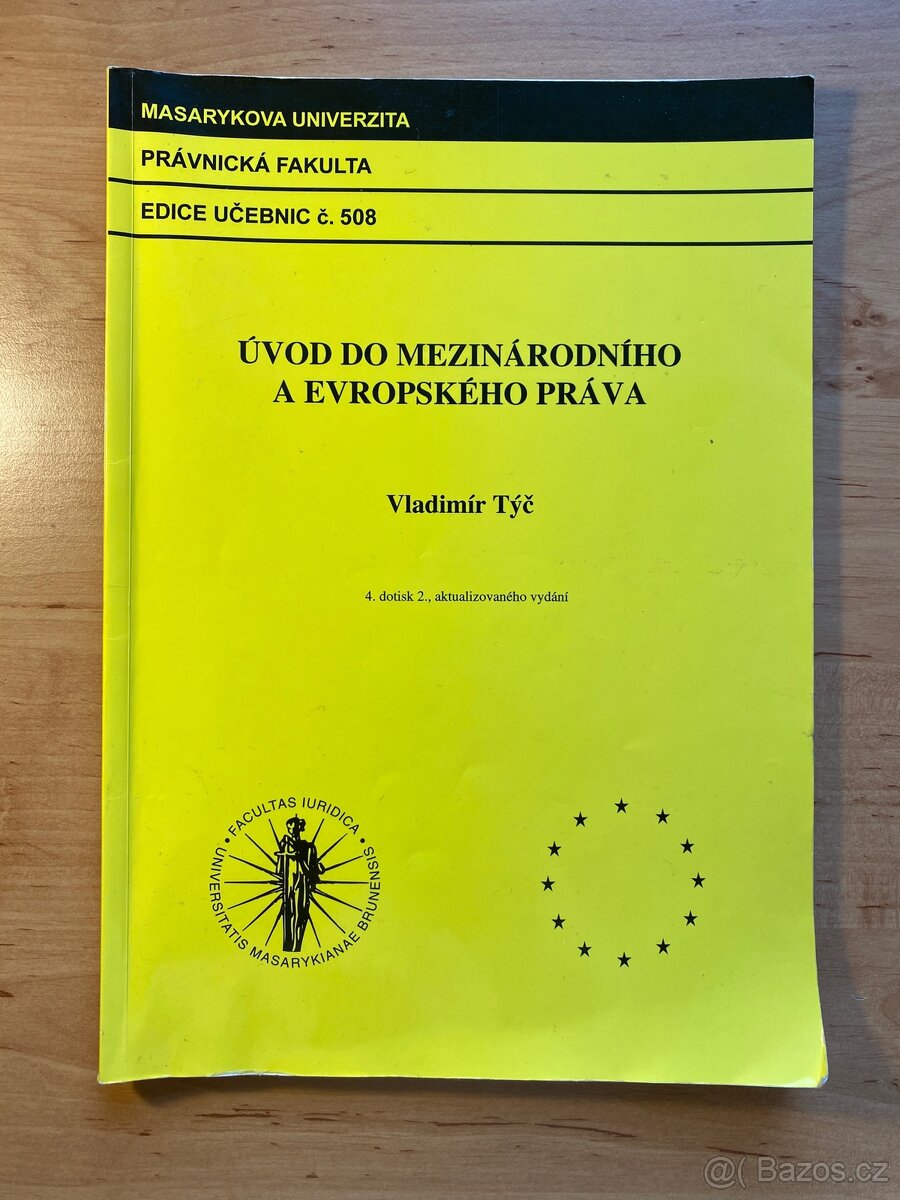 MASARYKOVA UNIVERZITA
PRÁVNICKÁ FAKULTA
EDICE UČEBNIC č. 508
ÚVOD DO MEZINÁRODNÍHO
A EVROPSKÉHO PRÁVA
Vladimír Týč
4. dotisk 2., aktualizovaného vydání
• FACULTAS IURIDICA •
UNIVERSITATIS MASARYKIANAE BRUNENSIS
@( Bazos.cz